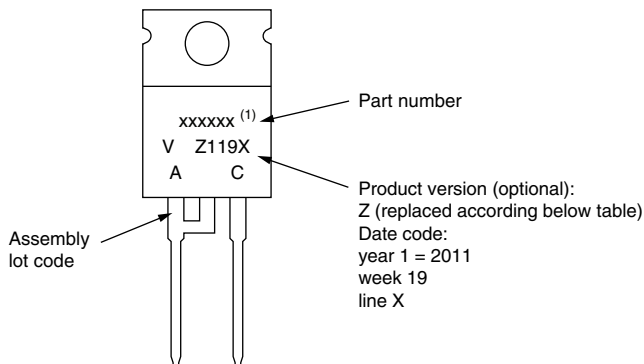 xxxxxx (1)
V Z119X
A C
Part number
Product version (optional):
Z (replaced according below table)
Date code:
year 1 = 2011
week 19
line X
Assembly
lot code